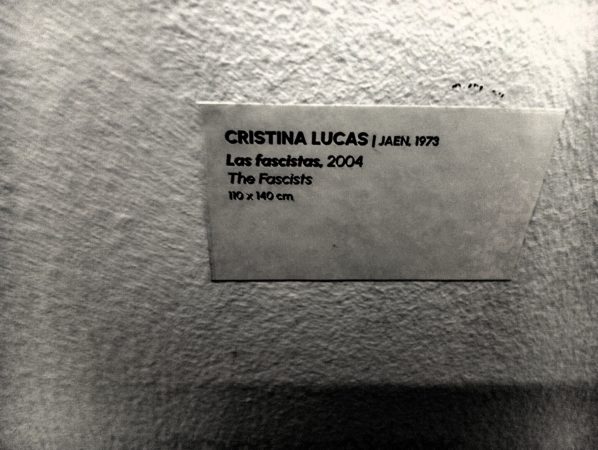 CRISTINA LUCAS | JAEN, 1973
Las fascistas, 2004
The Fascists
110 x 140 cm